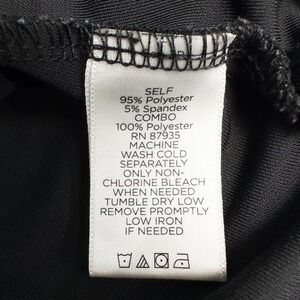 SELF
95% Polyester
5% Spandex
COMBO
100% Polyester
RN 87935
MACHINE
WASH COLD
SEPARATELY
ONLY NON-
CHLORINE BLEACH
WHEN NEEDED
TUMBLE DRY LOW
REMOVE PROMPTLY
LOW IRON
IF NEEDED